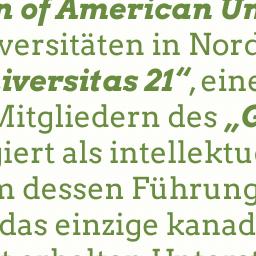 n of American Un
versitäten in Nord
iversitas 21“, eine
Mitgliedern des „G
giert als intellektu
m dessen Führung
das einzige kanad